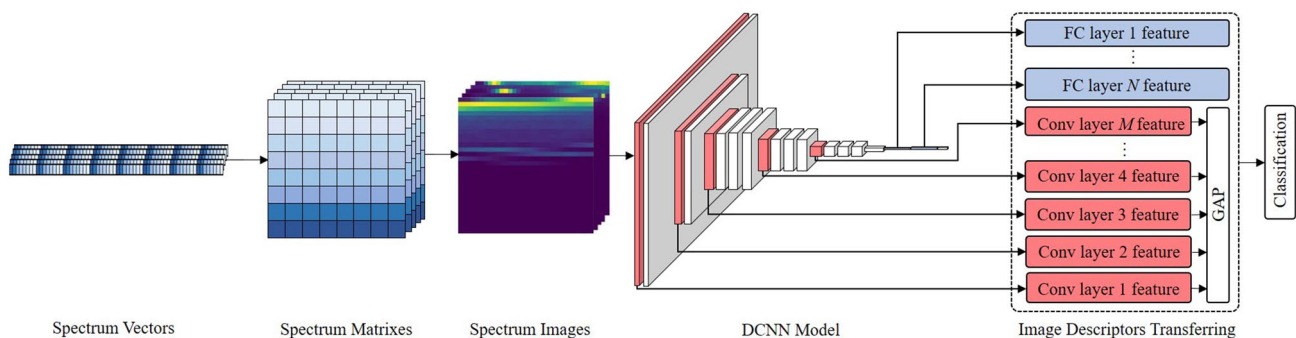 FC layer 1 feature
⋮
FC layer N feature
Conv layer M feature
⋮
Conv layer 4 feature
Conv layer 3 feature
Conv layer 2 feature
Conv layer 1 feature
GAP
Classification
Spectrum Vectors
Spectrum Matrixes
Spectrum Images
DCNN Model
Image Descriptors Transferring